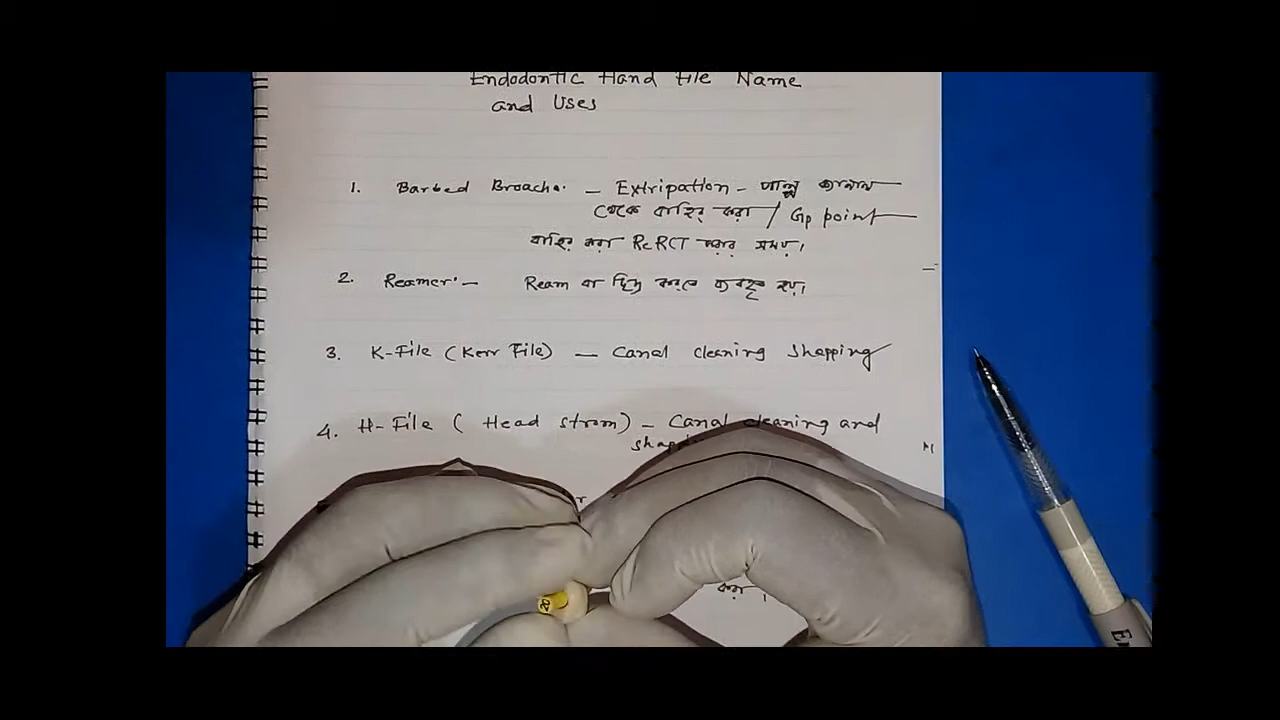 Endodontic Hand File Name
and Uses
1. Barbed Broach:- – Extripation – পাল্প ক্যানাল
থেকে বাহির করা / Gp point
বাহির করা ReRCT করার সময়।
2. Reamer:- Ream বা ছিদ্র করতে ব্যবহৃত হয়।
3. K-File (Kerr File) – Canal cleaning shapping
4. H-File ( Head strom) – Canal cleaning and
করা।